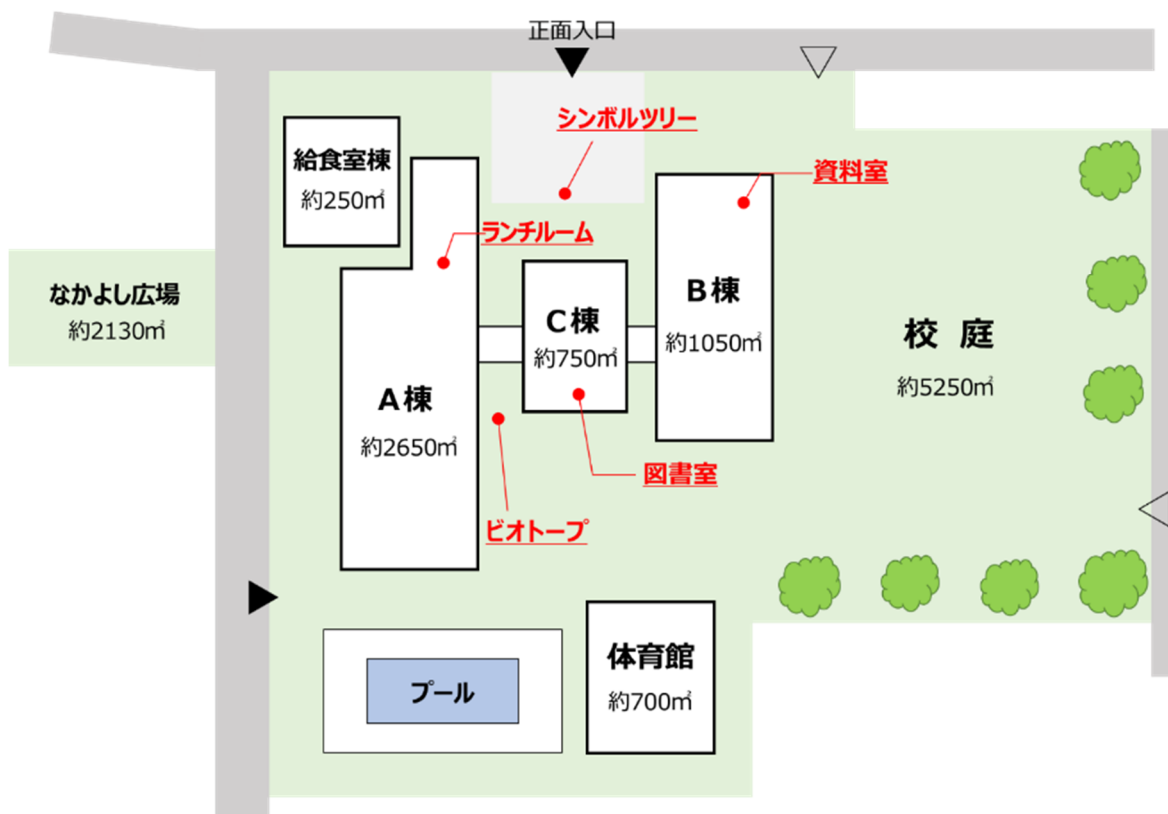 正面入口
シンボルツリー
給食室棟
約250㎡
資料室
ランチルーム
なかよし広場
約2130㎡
C棟
約750㎡
B棟
約1050㎡
校 庭
約5250㎡
A棟
約2650㎡
図書室
ビオトープ
体育館
約700㎡
プール